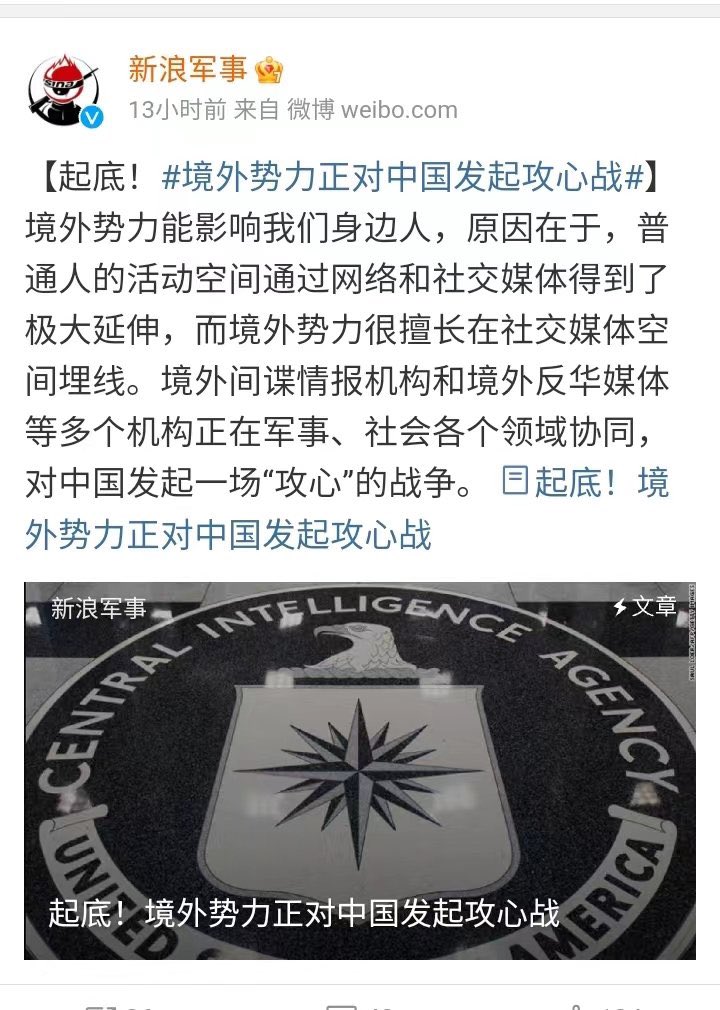 新浪军事
13小时前 来自 微博 weibo.com
【起底！#境外势力正对中国发起攻心战#】
境外势力能影响我们身边人，原因在于，普
通人的活动空间通过网络和社交媒体得到了
极大延伸，而境外势力很擅长在社交媒体空
间埋线。境外间谍情报机构和境外反华媒体
等多个机构正在军事、社会各个领域协同，
对中国发起一场“攻心”的战争。 起底！境
外势力正对中国发起攻心战
新浪军事
文章
CENTRAL INTELLIGENCE AGENCY
起底！境外势力正对中国发起攻心战
UNITED
AMERICA